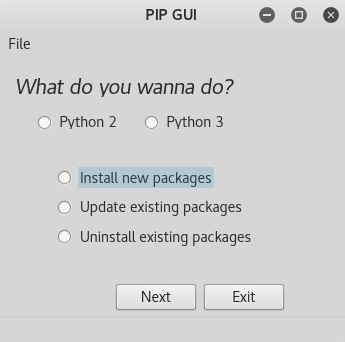 PIP GUI
File
What do you wanna do?
Python 2 Python 3
Install new packages
Update existing packages
Uninstall existing packages
Next Exit